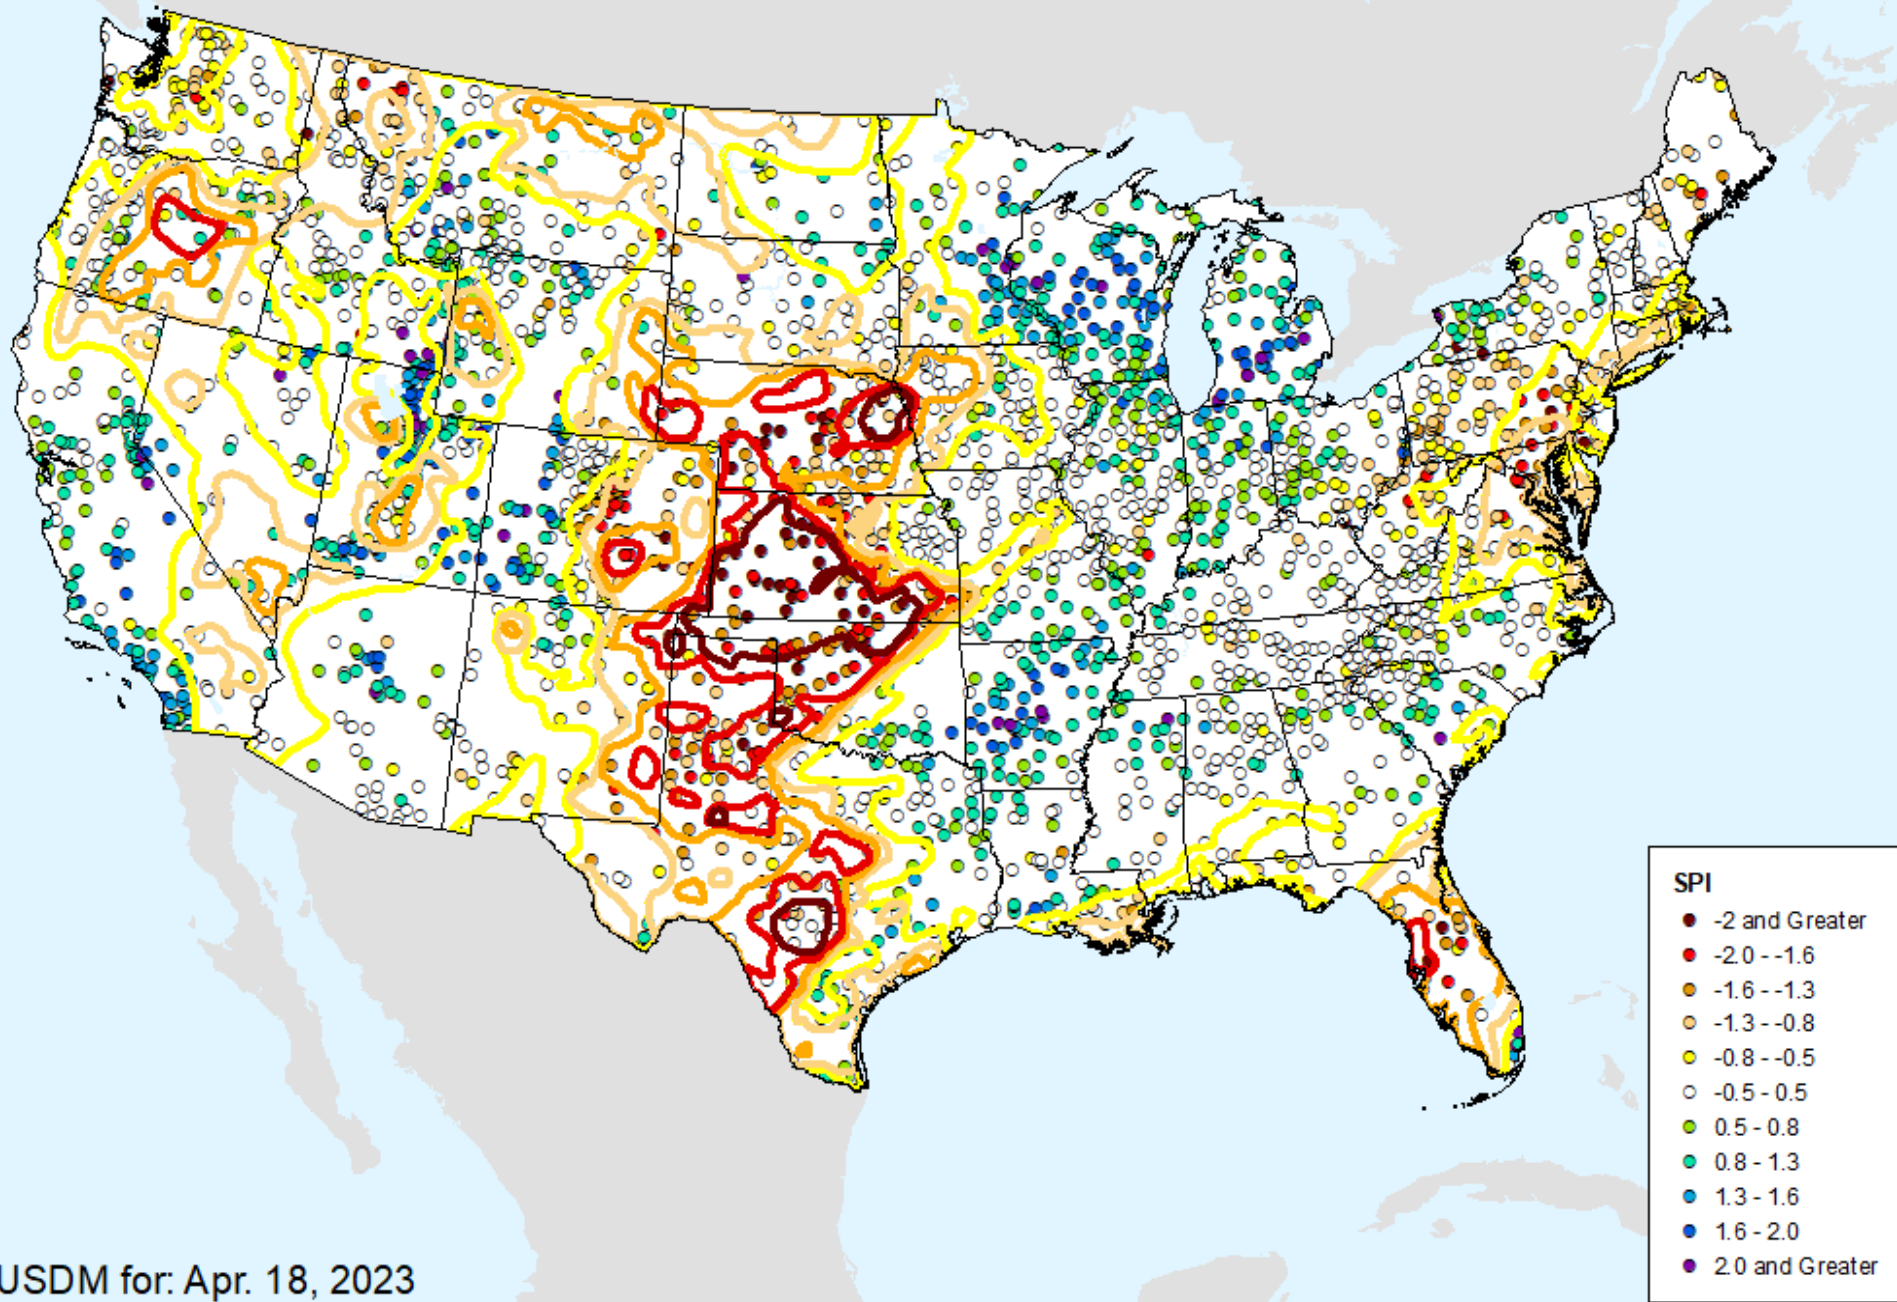 SPI
-2 and Greater
-2.0 - -1.6
-1.6 - -1.3
-1.3 - -0.8
-0.8 - -0.5
-0.5 - 0.5
0.5 - 0.8
0.8 - 1.3
1.3 - 1.6
1.6 - 2.0
2.0 and Greater
USDM for: Apr. 18, 2023